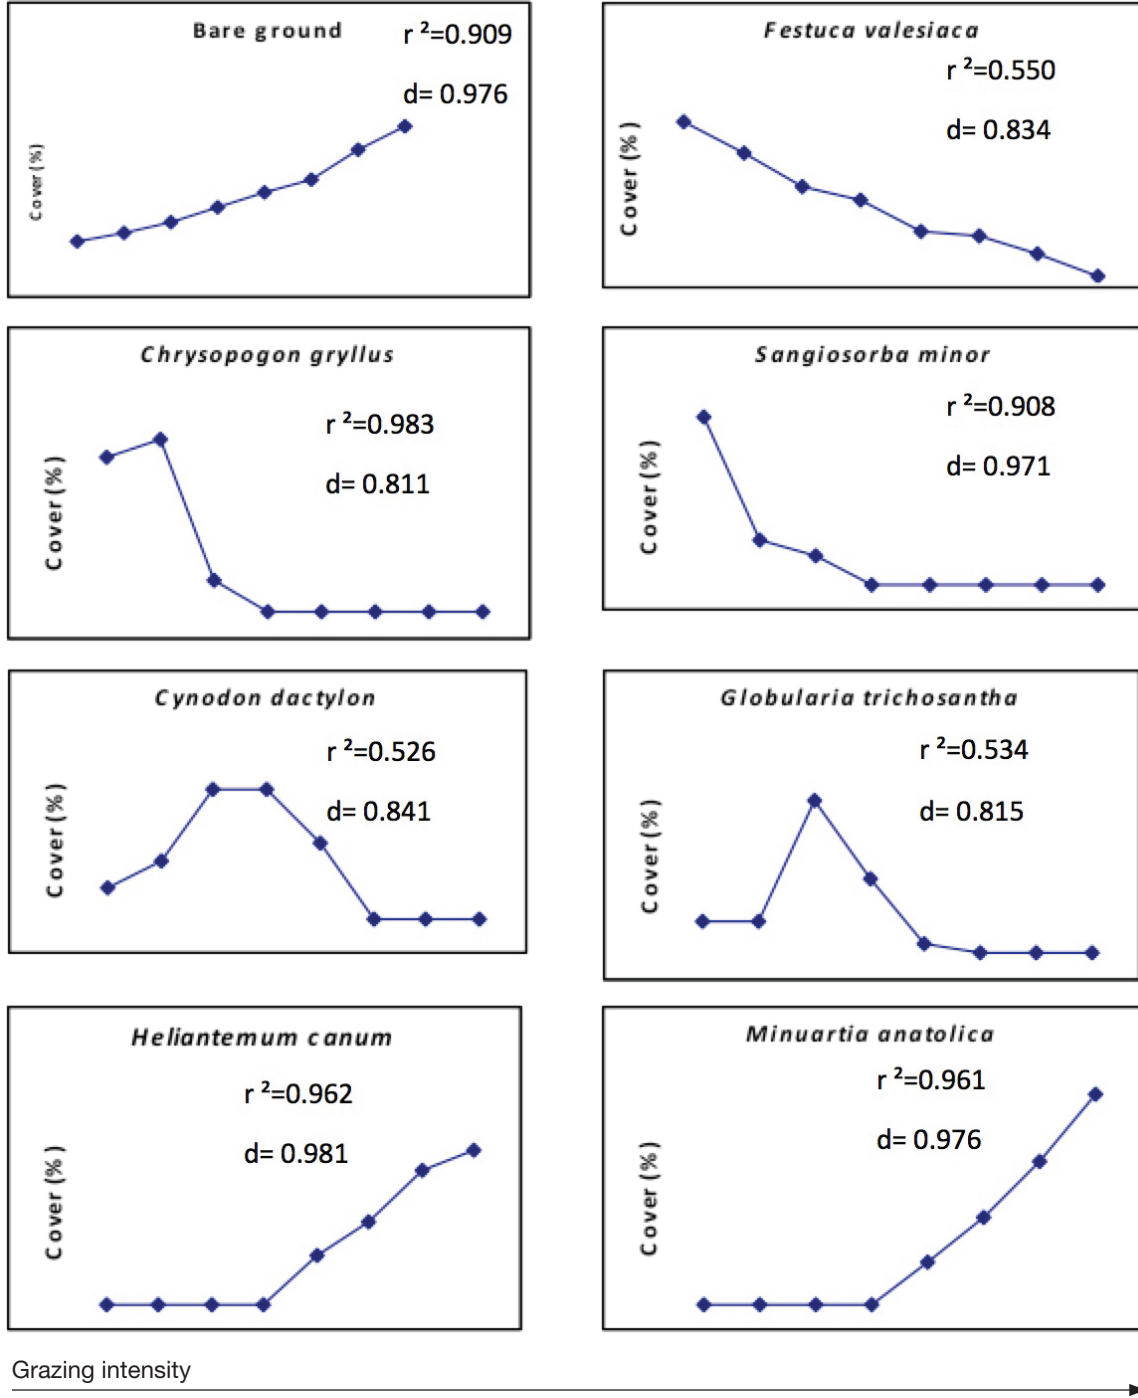 Bare ground
r ²=0.909
d= 0.976
Cover (%)
Festuca valesiaca
r ²=0.550
d= 0.834
Cover (%)
Chrysopogon gryllus
r ²=0.983
d= 0.811
Cover (%)
Sangiosorba minor
r ²=0.908
d= 0.971
Cover (%)
Cynodon dactylon
r ²=0.526
d= 0.841
Cover (%)
Globularia trichosantha
r ²=0.534
d= 0.815
Cover (%)
Heliantemum canum
r ²=0.962
d= 0.981
Cover (%)
Minuartia anatolica
r ²=0.961
d= 0.976
Cover (%)
Grazing intensity